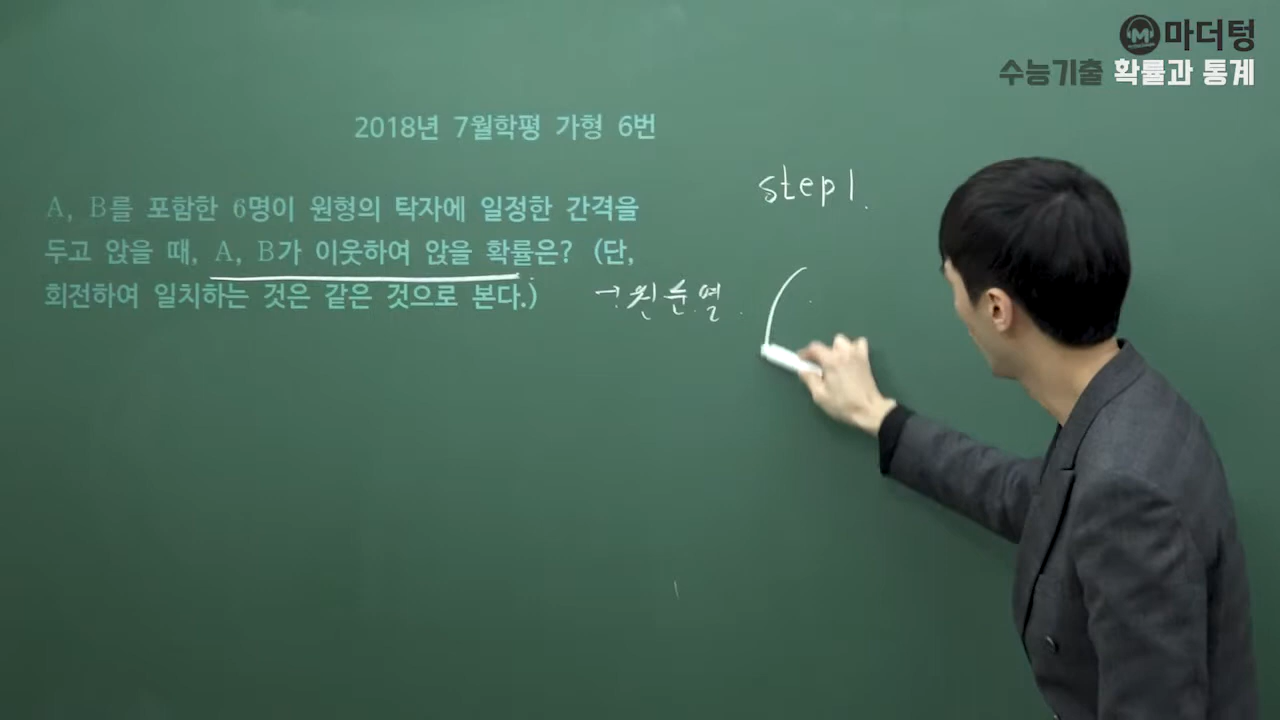 마더텅
수능기출 확률과 통계
2018년 7월학평 가형 6번
A, B를 포함한 6명이 원형의 탁자에 일정한 간격을
두고 앉을 때, A, B가 이웃하여 앉을 확률은? (단,
회전하여 일치하는 것은 같은 것으로 본다.)
→원순열.
step1.